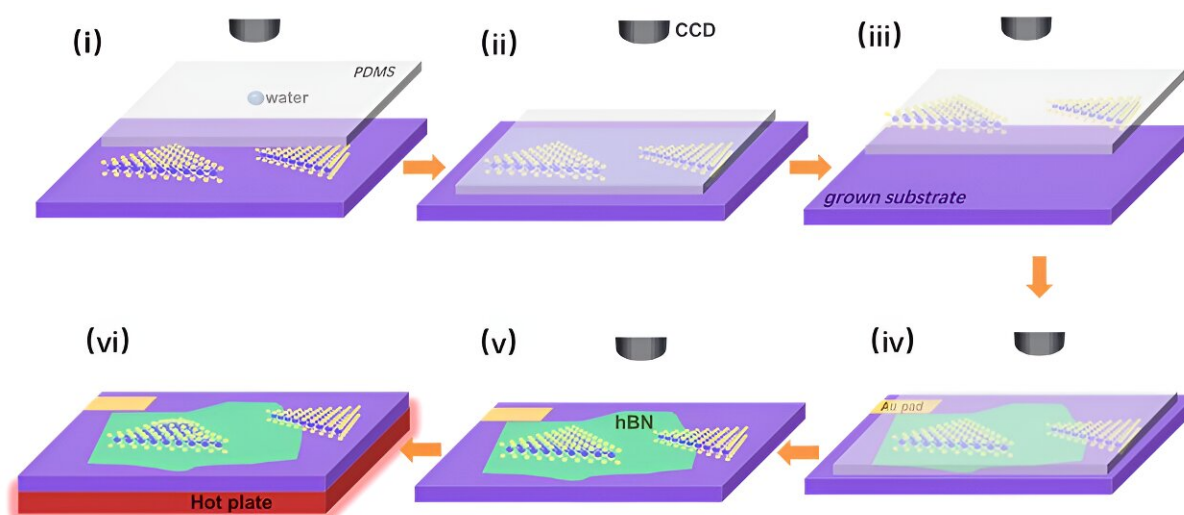 (i)
(ii)
CCD
(iii)
PDMS
water
grown substrate
(vi)
(v)
(iv)
hBN
Au pad
Hot plate